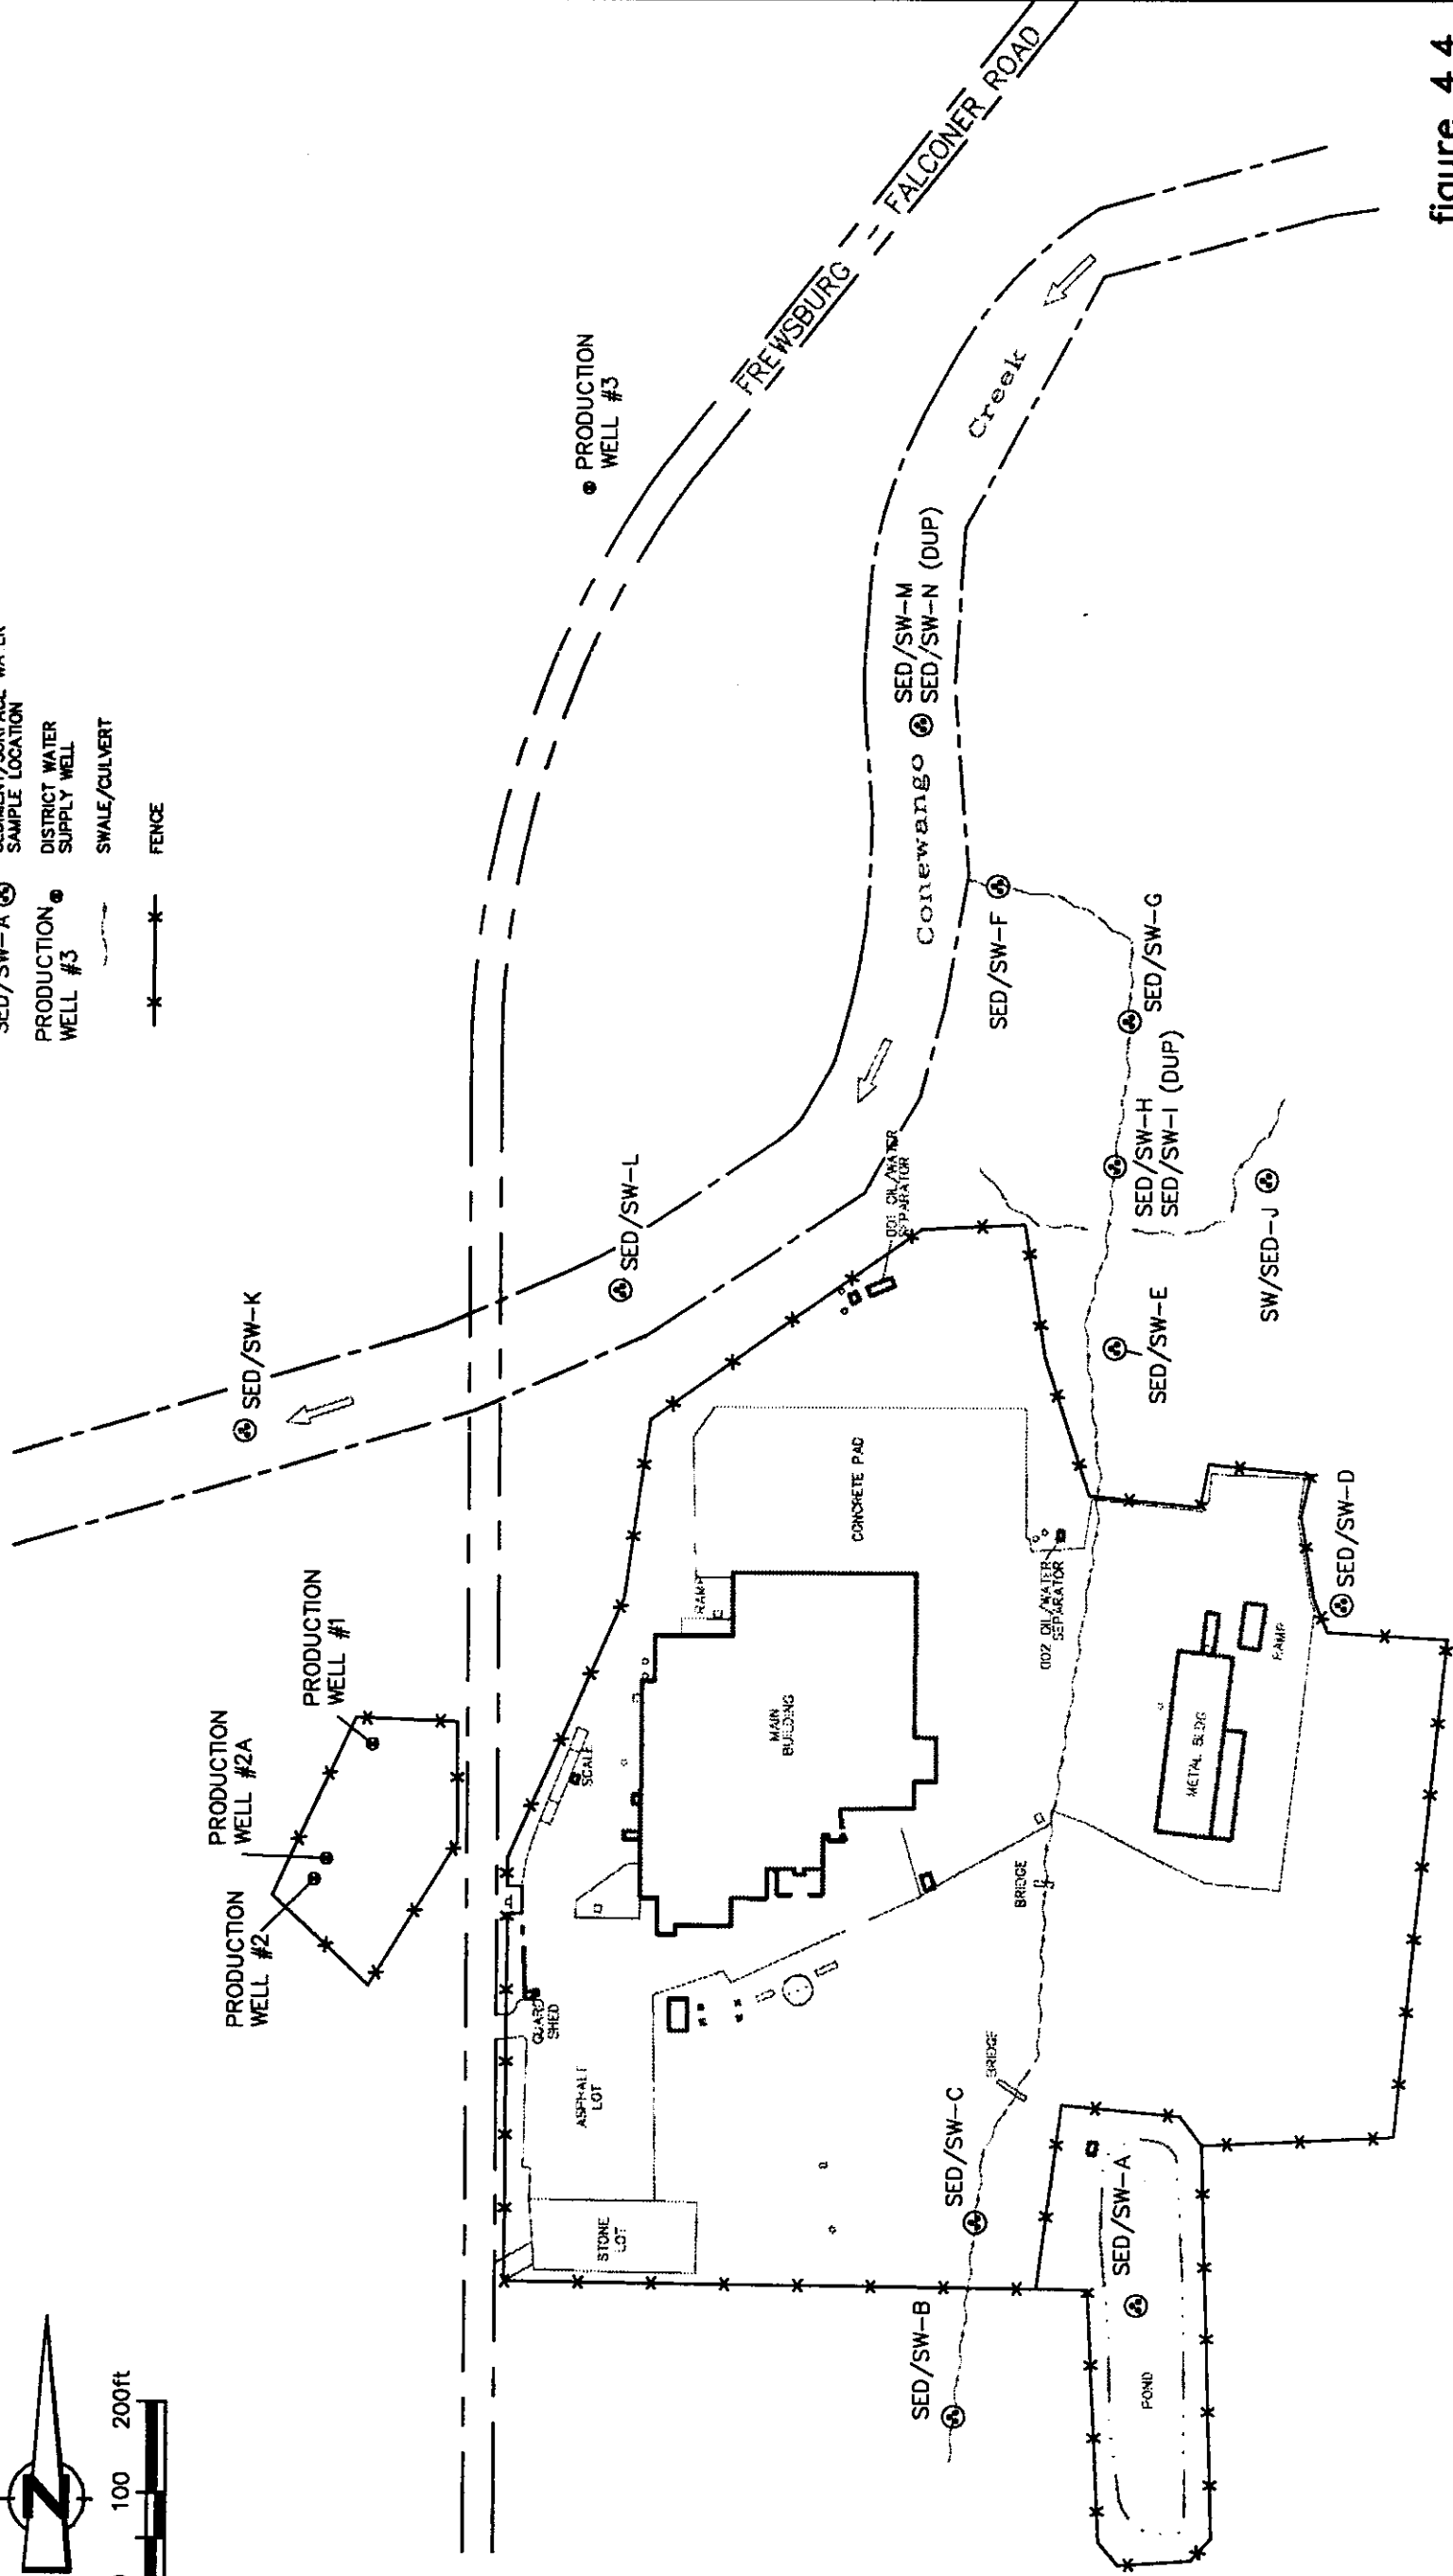 SED/SW-A
SAMPLE LOCATION
PRODUCTION
WELL #3
DISTRICT WATER
SUPPLY WELL
SWALE/CULVERT
FENCE
N
100
200ft
FREWSBURG - FALCONER ROAD
PRODUCTION
WELL #3
Conewango
Creek
SED/SW-M
SED/SW-N (DUP)
SED/SW-K
SED/SW-L
SED/SW-F
SED/SW-G
SED/SW-H
SED/SW-I (DUP)
SW/SED-J
SED/SW-E
SED/SW-D
001 OIL/WATER
SEPARATOR
002 OIL/WATER
SEPARATOR
CONCRETE PAD
RAMP
MAIN
BUILDING
SCALE
METAL BLDG
RAMP
PRODUCTION
WELL #1
PRODUCTION
WELL #2A
PRODUCTION
WELL #2
GUARD
SHED
ASPHALT
LOT
STONE
LOT
BRIDGE
BRIDGE
SED/SW-C
SED/SW-B
SED/SW-A
POND
figure 4.4